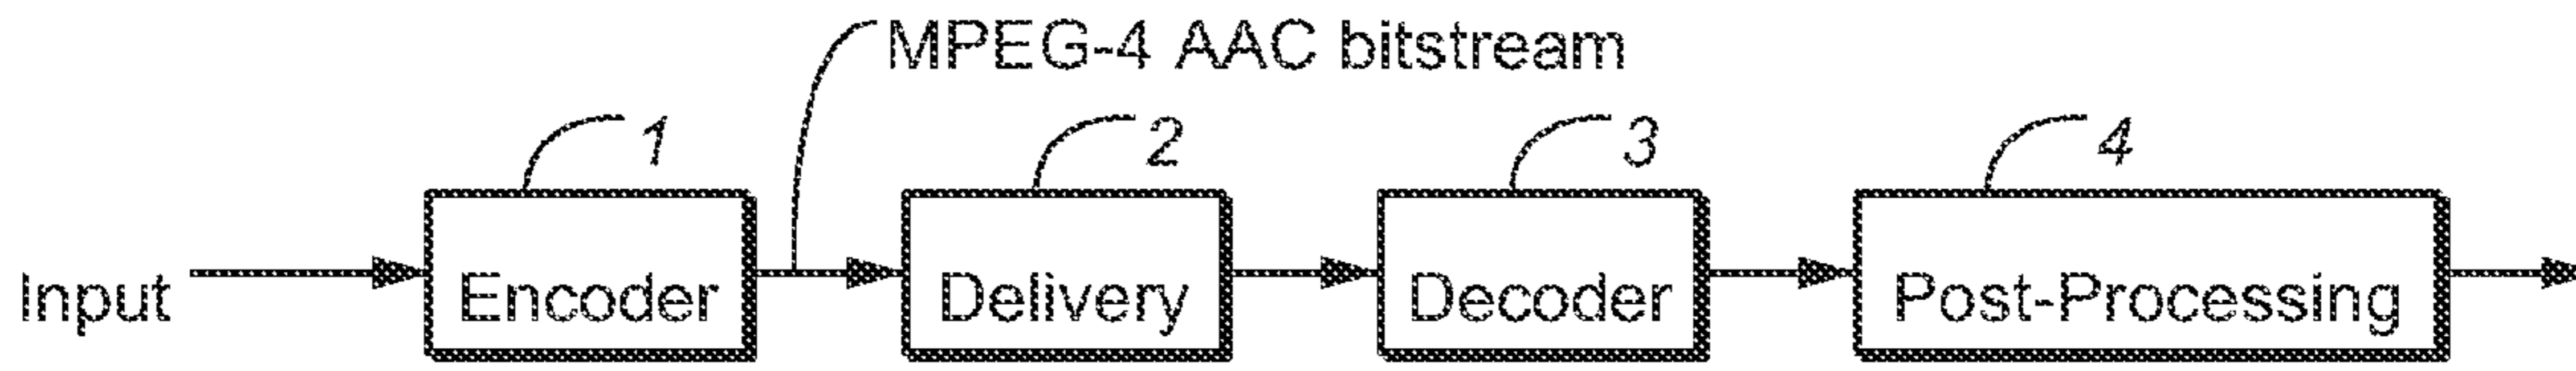 MPEG-4 AAC bitstream
1 2 3 4
Input Encoder Delivery Decoder Post-Processing